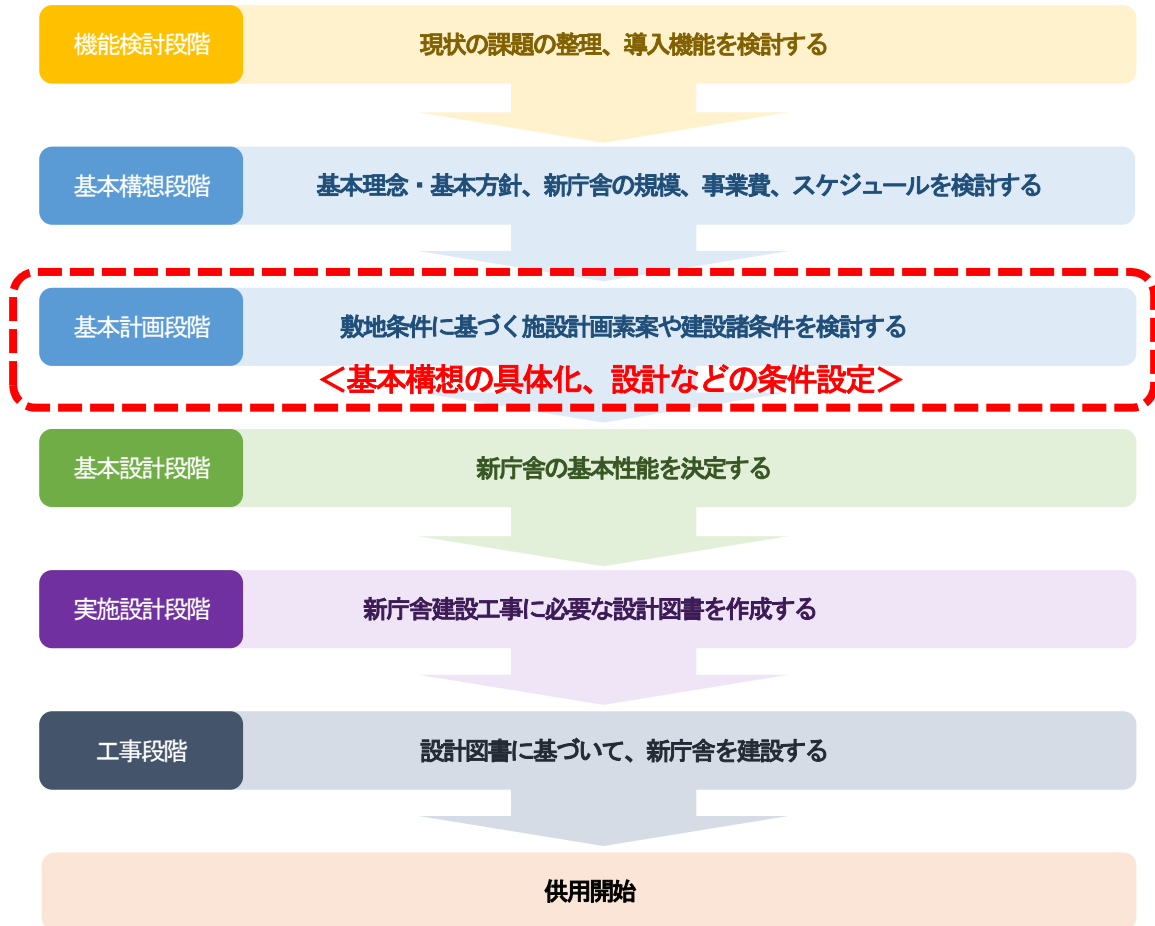 機能検討段階
現状の課題の整理、導入機能を検討する
基本構想段階
基本理念・基本方針、新庁舎の規模、事業費、スケジュールを検討する
基本計画段階
敷地条件に基づく施設計画素案や建設諸条件を検討する
＜基本構想の具体化、設計などの条件設定＞
基本設計段階
新庁舎の基本性能を決定する
実施設計段階
新庁舎建設工事に必要な設計図書を作成する
工事段階
設計図書に基づいて、新庁舎を建設する
供用開始